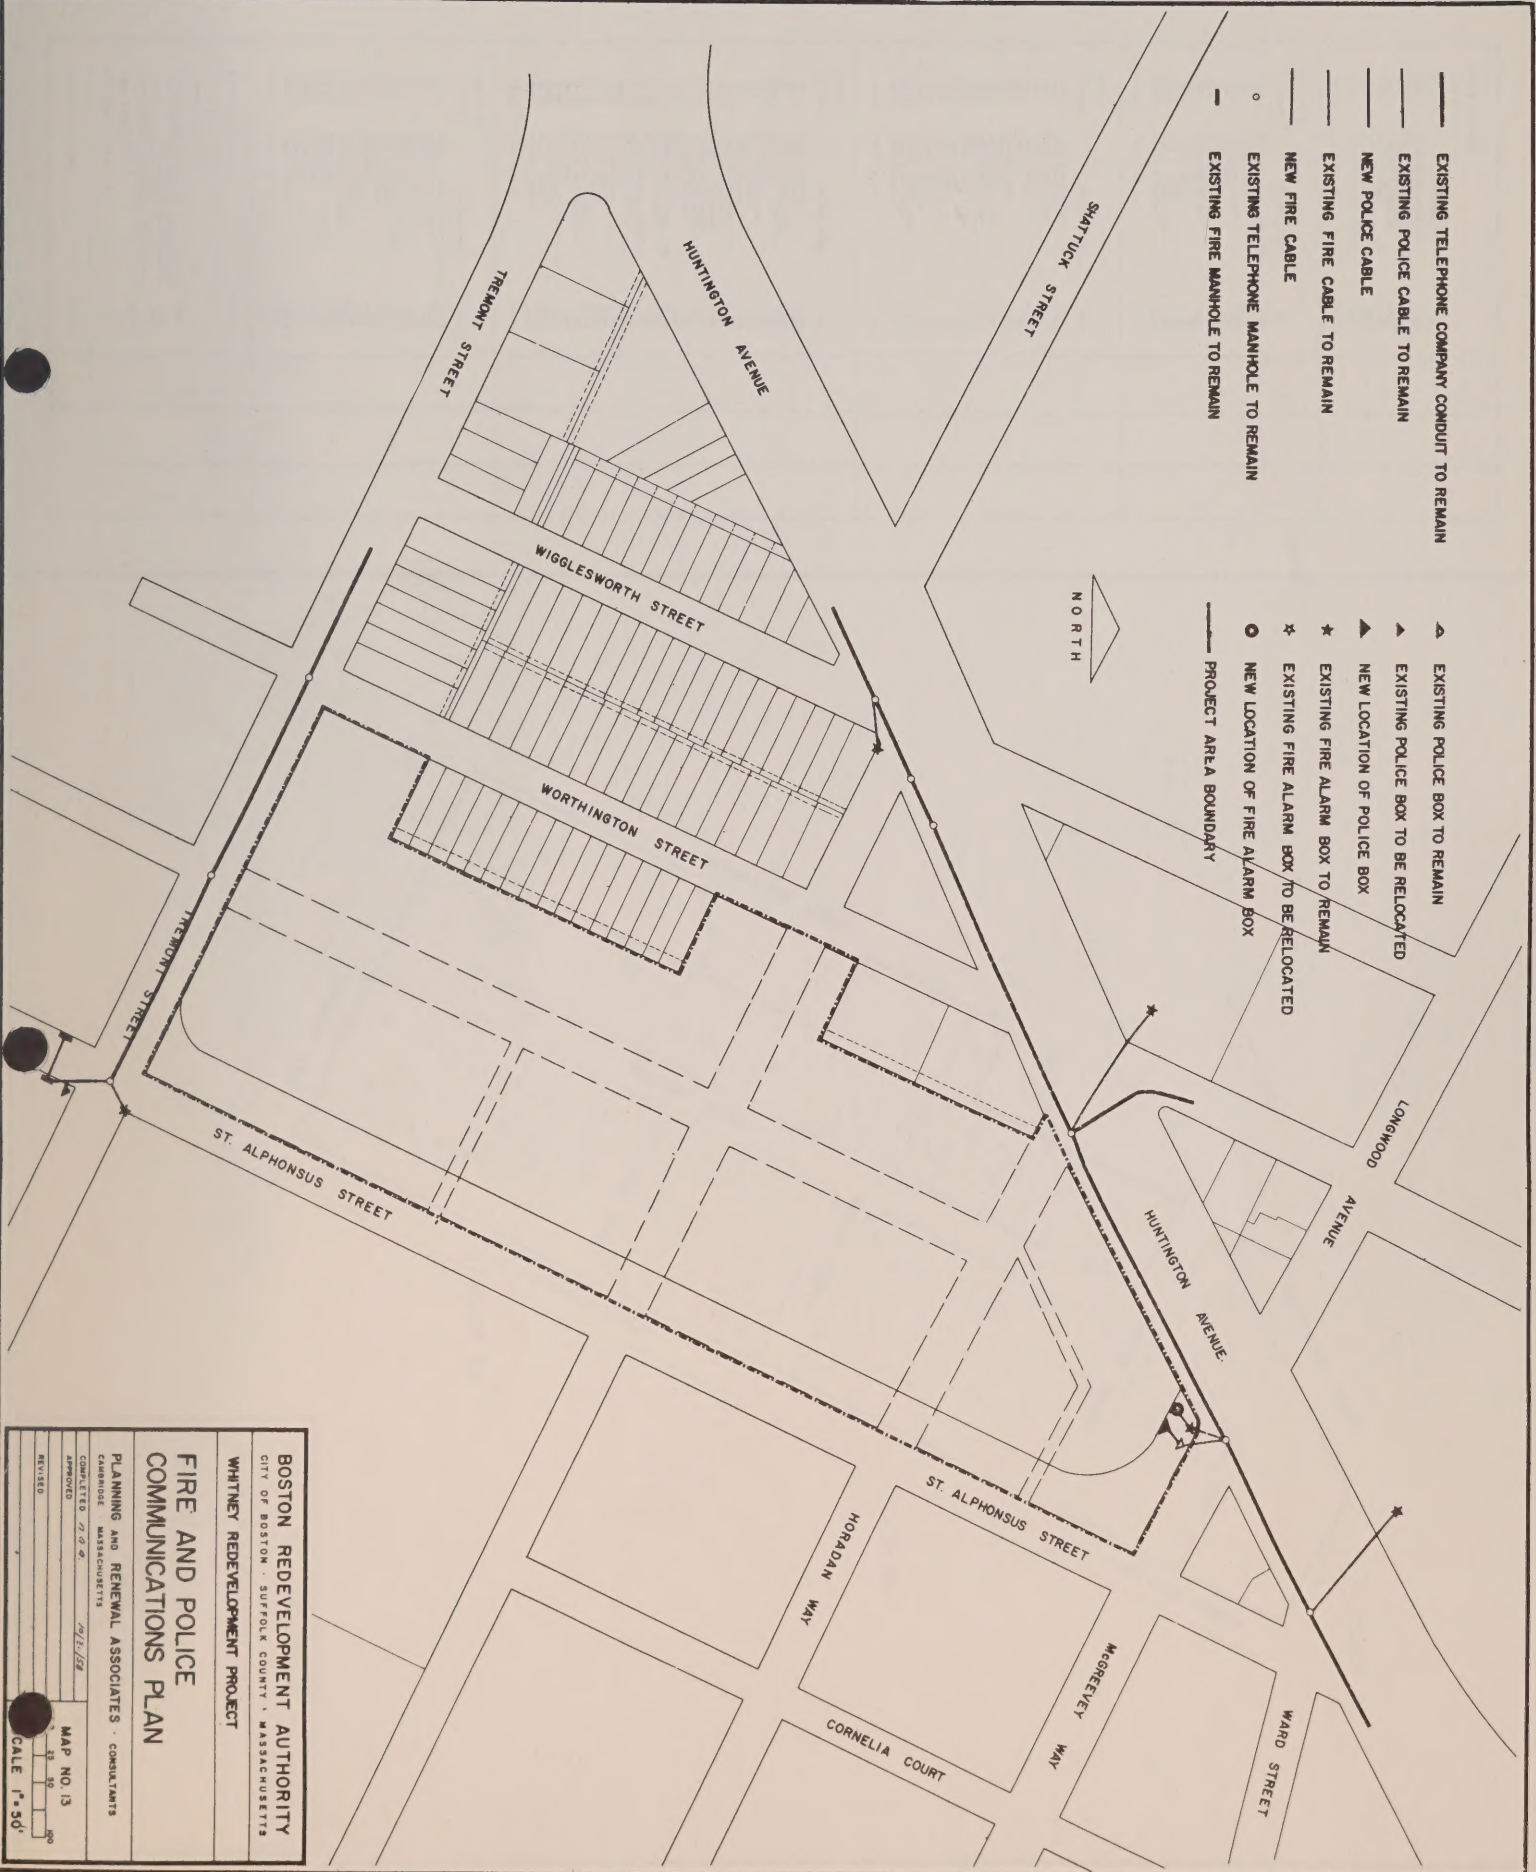 EXISTING TELEPHONE COMPANY CONDUIT TO REMAIN
EXISTING POLICE CABLE TO REMAIN
NEW POLICE CABLE
EXISTING FIRE CABLE TO REMAIN
NEW FIRE CABLE
EXISTING TELEPHONE MANHOLE TO REMAIN
EXISTING FIRE MANHOLE TO REMAIN
EXISTING POLICE BOX TO REMAIN
EXISTING POLICE BOX TO BE RELOCATED
NEW LOCATION OF POLICE BOX
EXISTING FIRE ALARM BOX TO REMAIN
EXISTING FIRE ALARM BOX TO BE RELOCATED
NEW LOCATION OF FIRE ALARM BOX
PROJECT AREA BOUNDARY
NORTH
SHATTUCK STREET
HUNTINGTON AVENUE
TREMONT STREET
WIGGLESWORTH STREET
WORTHINGTON STREET
LONGWOOD AVENUE
HUNTINGTON AVENUE.
TREMONT STREET
ST. ALPHONSUS STREET
ST. ALPHONSUS STREET
HORADAN WAY
McGREEVEY WAY
WARD STREET
CORNELIA COURT
BOSTON REDEVELOPMENT AUTHORITY
CITY OF BOSTON · SUFFOLK COUNTY · MASSACHUSETTS
WHITNEY REDEVELOPMENT PROJECT
FIRE AND POLICE
COMMUNICATIONS PLAN
PLANNING AND RENEWAL ASSOCIATES · CONSULTANTS
CAMBRIDGE MASSACHUSETTS
COMPLETED
APPROVED
REVISED
MAP NO. 13
25 50 100
CALE 1"=50'